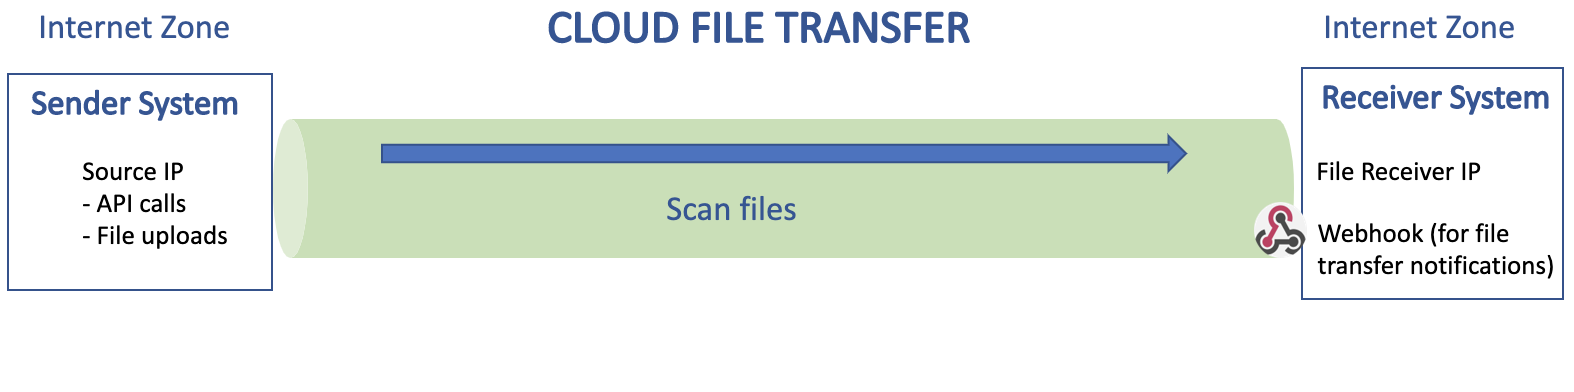 Internet Zone
CLOUD FILE TRANSFER
Internet Zone
Sender System
Source IP
- API calls
- File uploads
Scan files
Receiver System
File Receiver IP
Webhook (for file
transfer notifications)